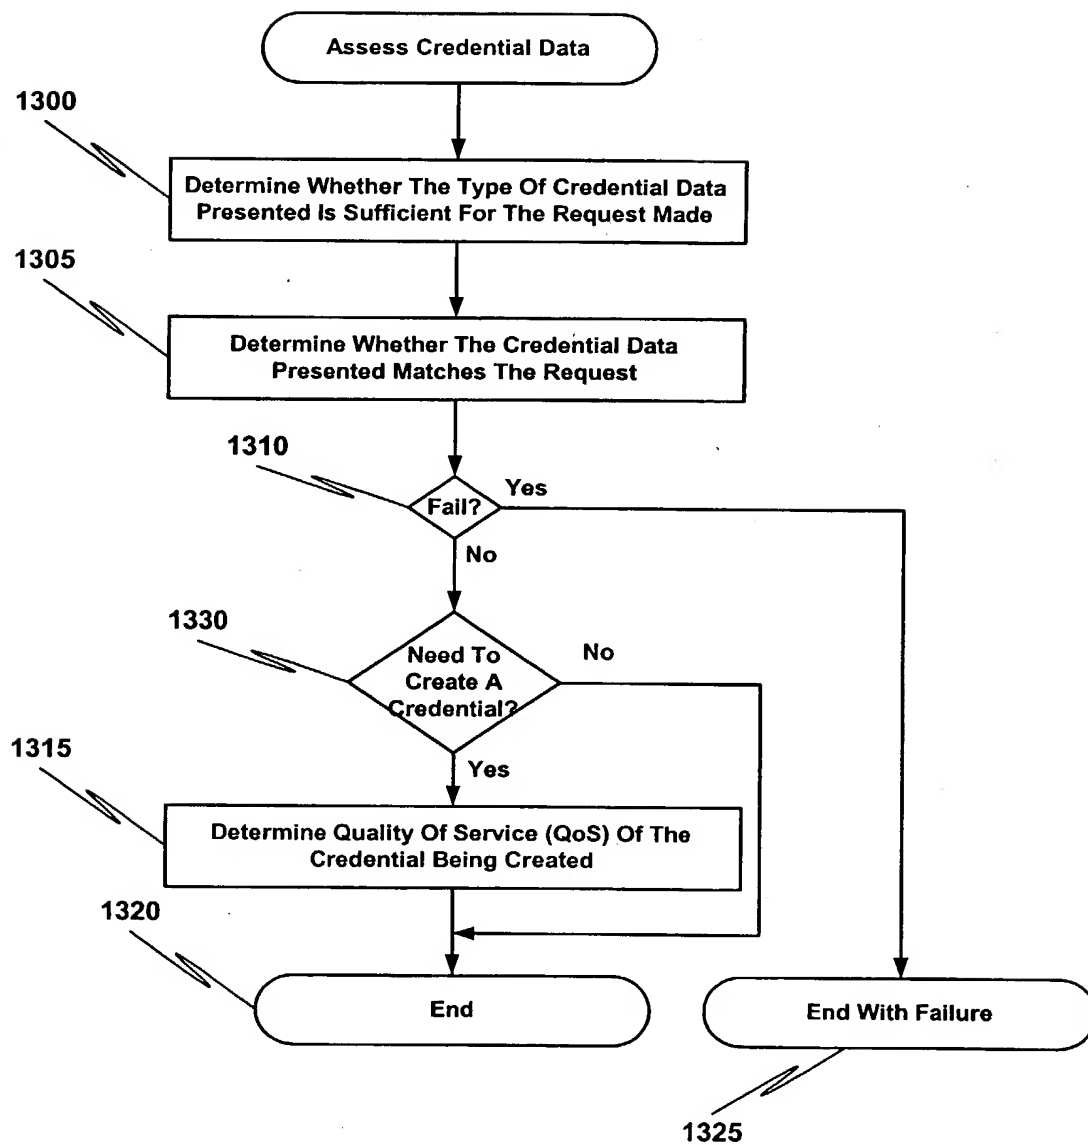 Assess Credential Data
1300
Determine Whether The Type Of Credential Data
Presented Is Sufficient For The Request Made
1305
Determine Whether The Credential Data
Presented Matches The Request
1310
Fail?
Yes
No
1330
Need To
Create A
Credential?
No
1315
Yes
Determine Quality Of Service (QoS) Of The
Credential Being Created
1320
End
End With Failure
1325